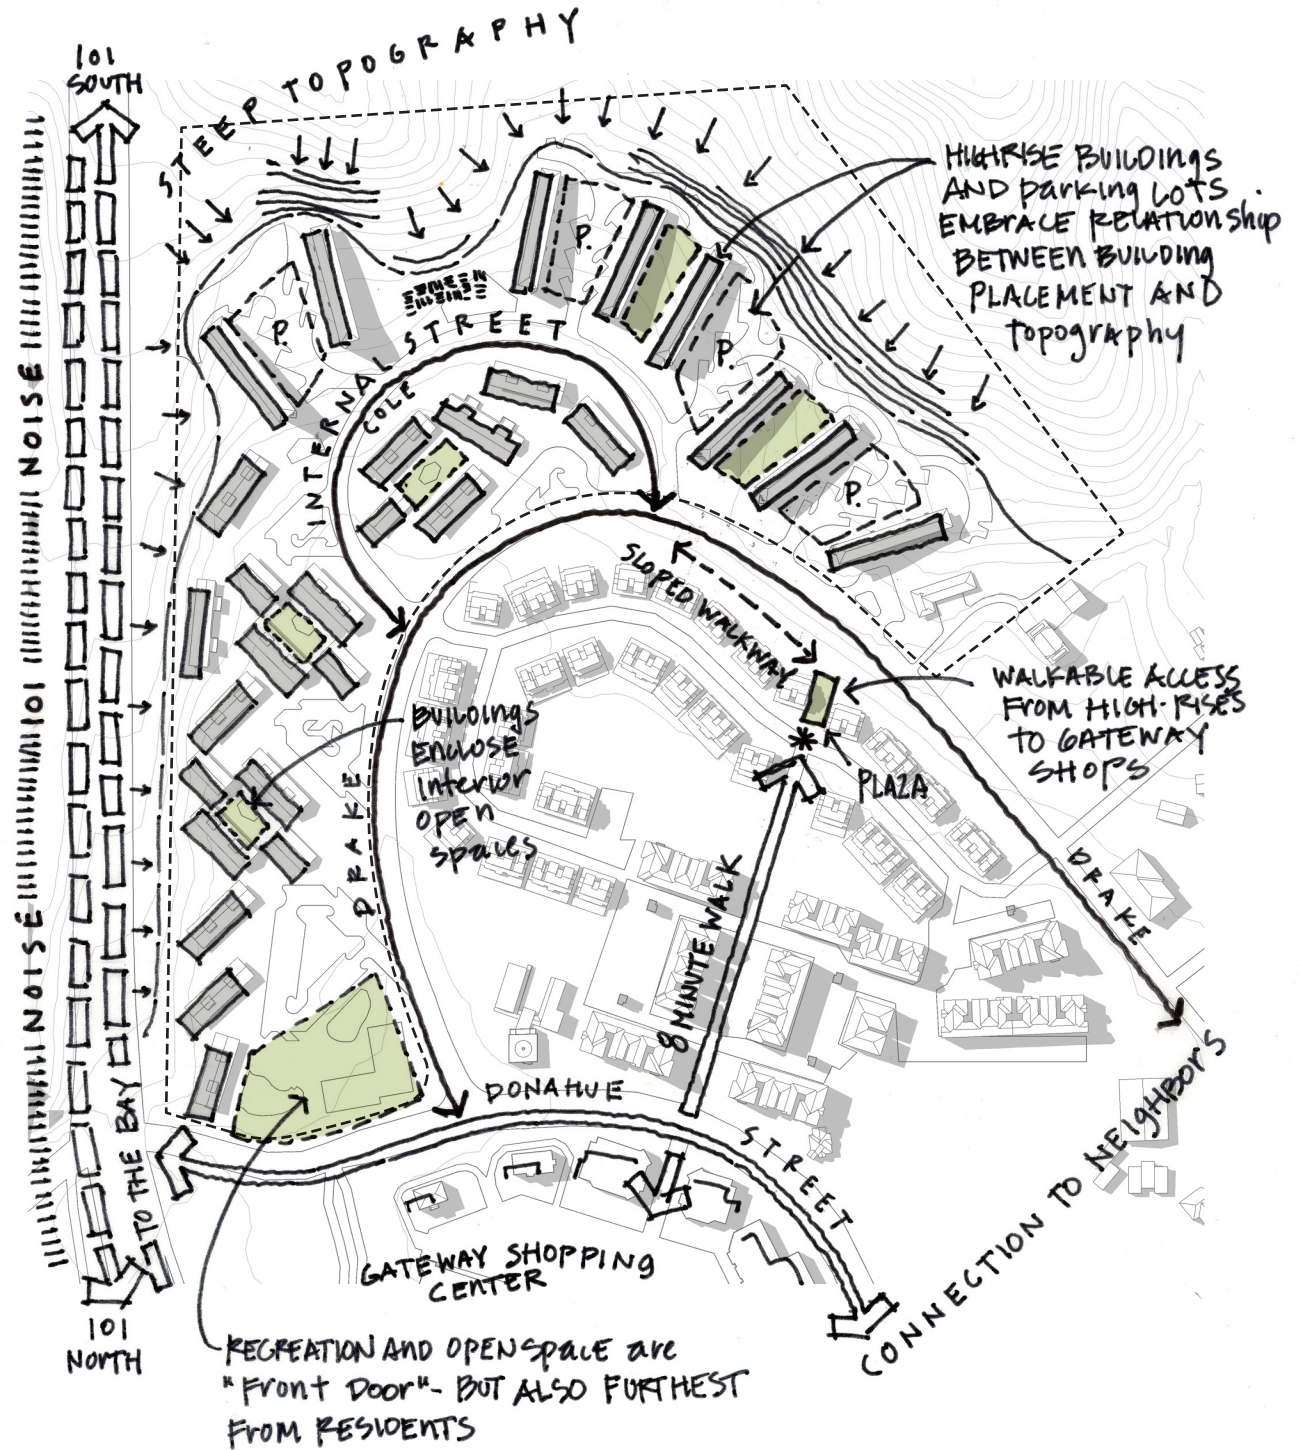 STEEP TOPOGRAPHY
101
SOUTH
HIGHRISE BUILDINGS
AND parking LOTS
EMBRACE RELATIONSHIP
BETWEEN BUILDING
PLACEMENT AND
topography
P.
P.
P.
P.
INTERNAL STREET
COLE
NOISE
101
NOISE
SLOPED WALKWAY
WALKABLE ACCESS
FROM HIGH-RISES
TO GATEWAY
SHOPS
PLAZA
BUILDINGS
ENCLOSE
Interior
OPEN
spaces
DRAKE
DRAKE
8 MINUTE WALK
DONAHUE STREET
TO THE BAY
CONNECTION TO NEIGHBORS
GATEWAY SHOPPING
CENTER
101
NORTH
RECREATION AND OPEN SPACE are
"Front Door"- BUT ALSO FURTHEST
FROM RESIDENTS